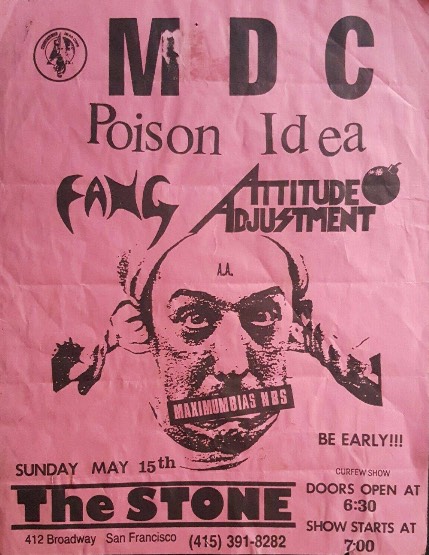 MDC
Poison Idea
FANG
ATTITUDE
ADJUSTMENT
A.A.
MAXIMUMBIAS NBS
BE EARLY!!!
SUNDAY MAY 15th
CURFEW SHOW
The STONE
DOORS OPEN AT
6:30
412 Broadway San Francisco (415) 391-8282
SHOW STARTS AT
7:00